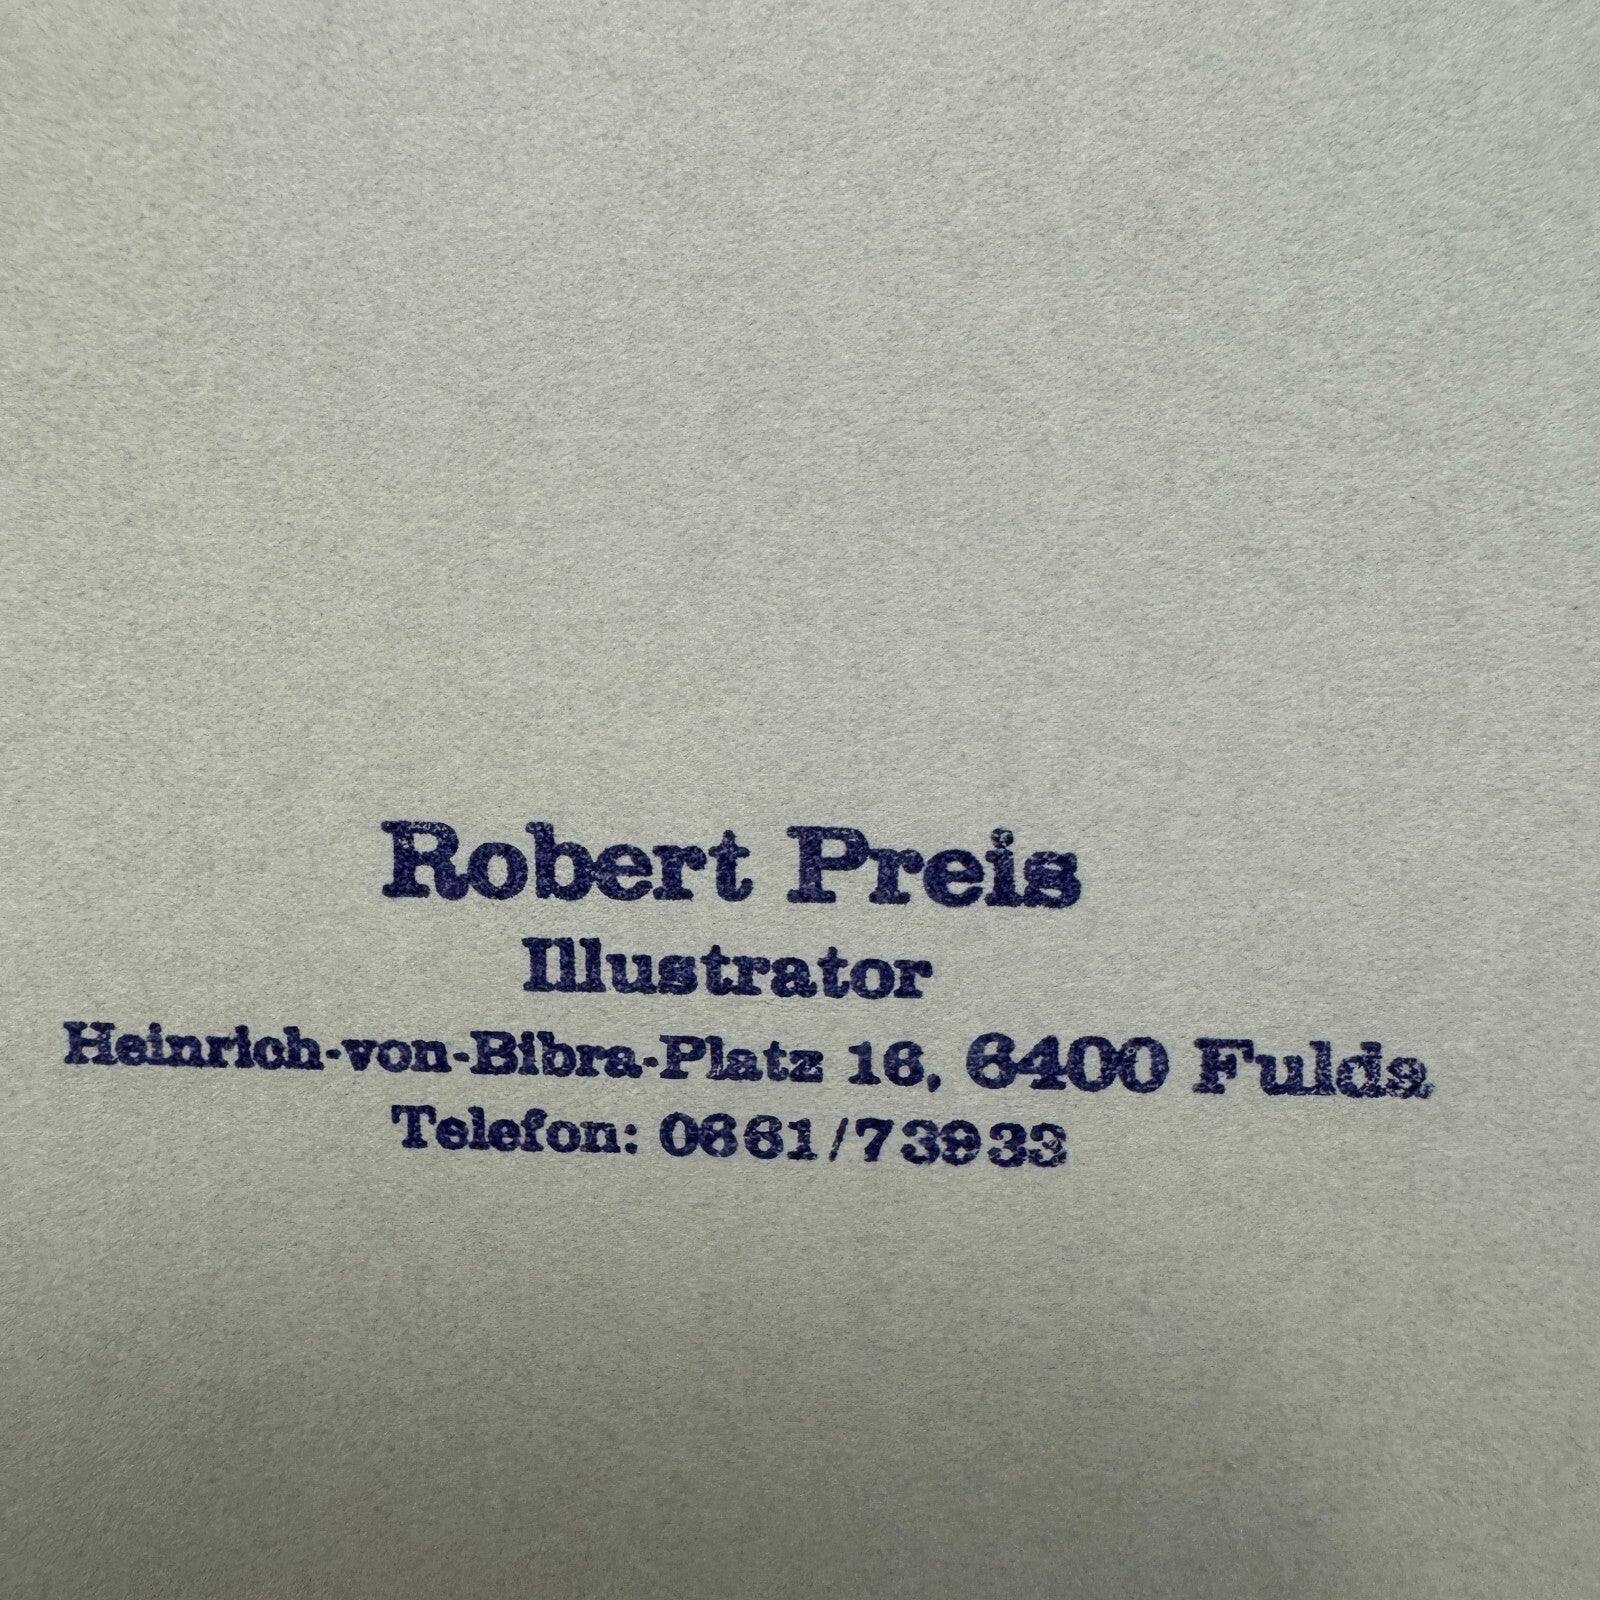 Robert Preis
Illustrator
Heinrich-von-Bibra-Platz 16, 6400 Fulda
Telefon: 0661/73933